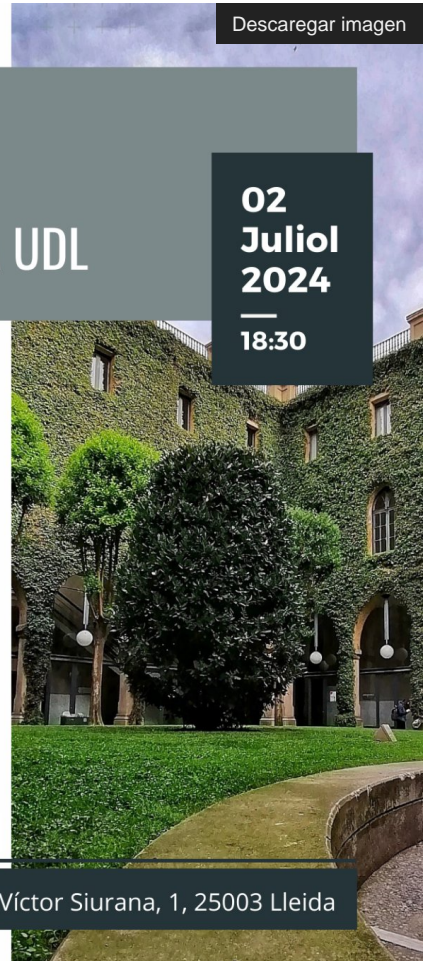 Descaregar imagen
UDL
02
Juliol
2024
18:30
Víctor Siurana, 1, 25003 Lleida